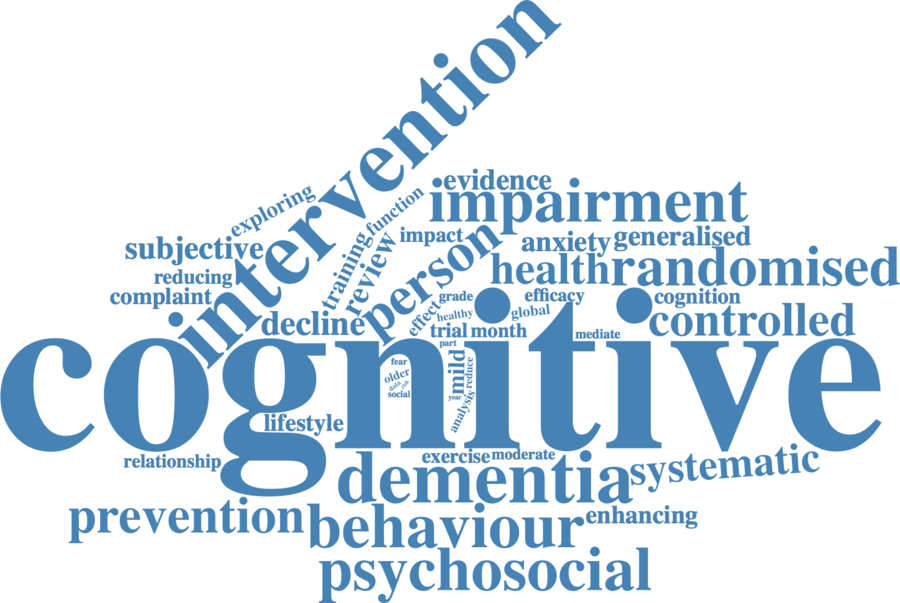 intervention
evidence
impairment
exploring
function
subjective
impact
person
anxiety
generalised
training
review
reducing
health
randomised
complaint
grade
efficacy
cognition
effect
healthy
global
decline
trial
month
controlled
mediate
cognitive
part
fear
older
data
risk
social
mild
reduce
year
analysis
lifestyle
relationship
exercise
moderate
dementia
systematic
prevention
behaviour
enhancing
psychosocial